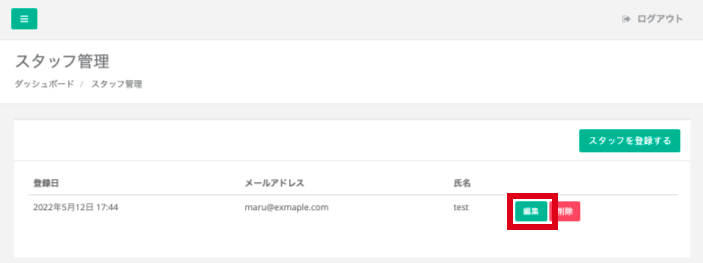 ログアウト
スタッフ管理
ダッシュボード / スタッフ管理
スタッフを登録する
登録日 メールアドレス 氏名
2022年5月12日 17:44 maru@exmaple.com test 編集 削除